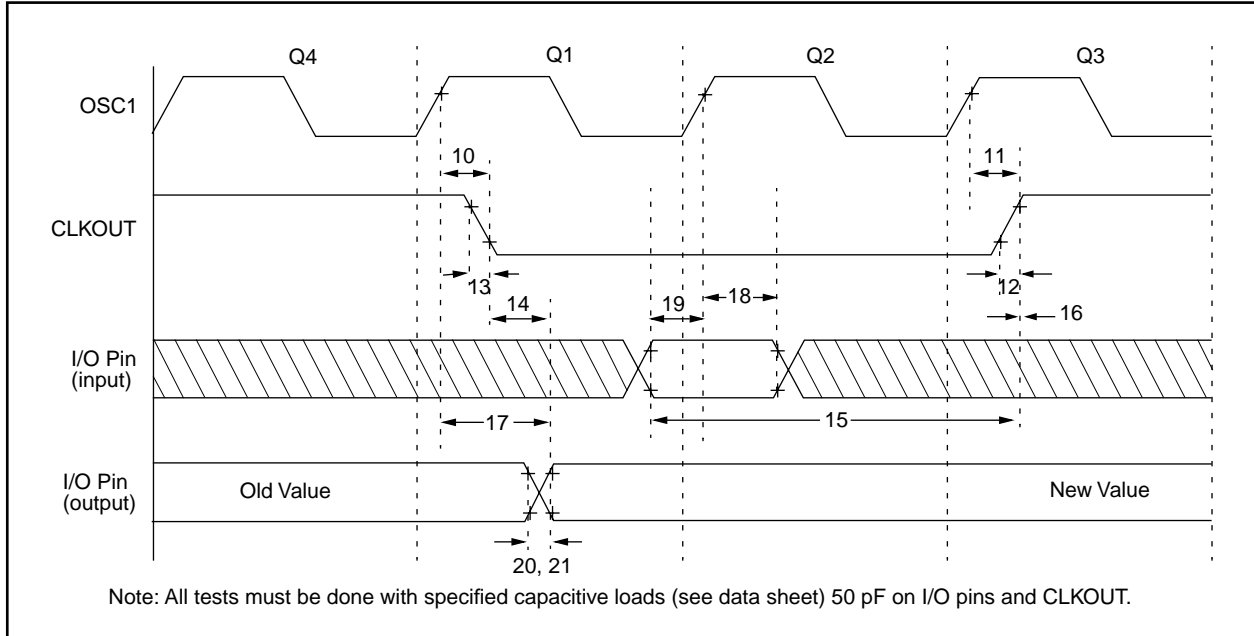 Q4 Q1 Q2 Q3
OSC1
10 11
CLKOUT
13 12
14 19 18 16
I/O Pin
(input)
17 15
I/O Pin
(output)
Old Value New Value
20, 21
Note: All tests must be done with specified capacitive loads (see data sheet) 50 pF on I/O pins and CLKOUT.